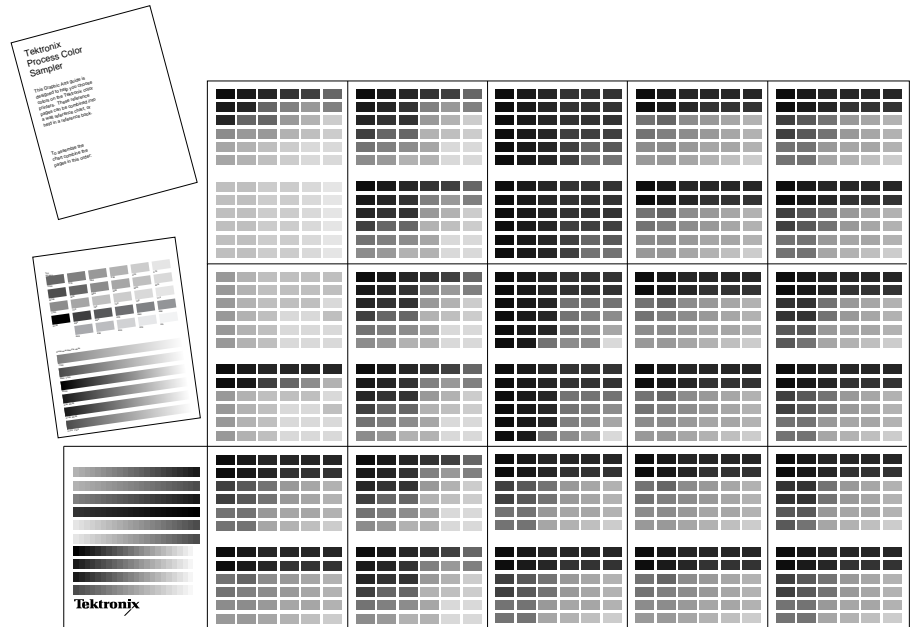 Tektronix
Process Color
Sampler
This Graphic Arts guide is
designed to help you choose
colors on the Tektronix color
printers. These reference
pages can be combined into
a wall reference chart, or
held in a reference book.
To assemble the
chart combine the
pages in this order:
Tektronix